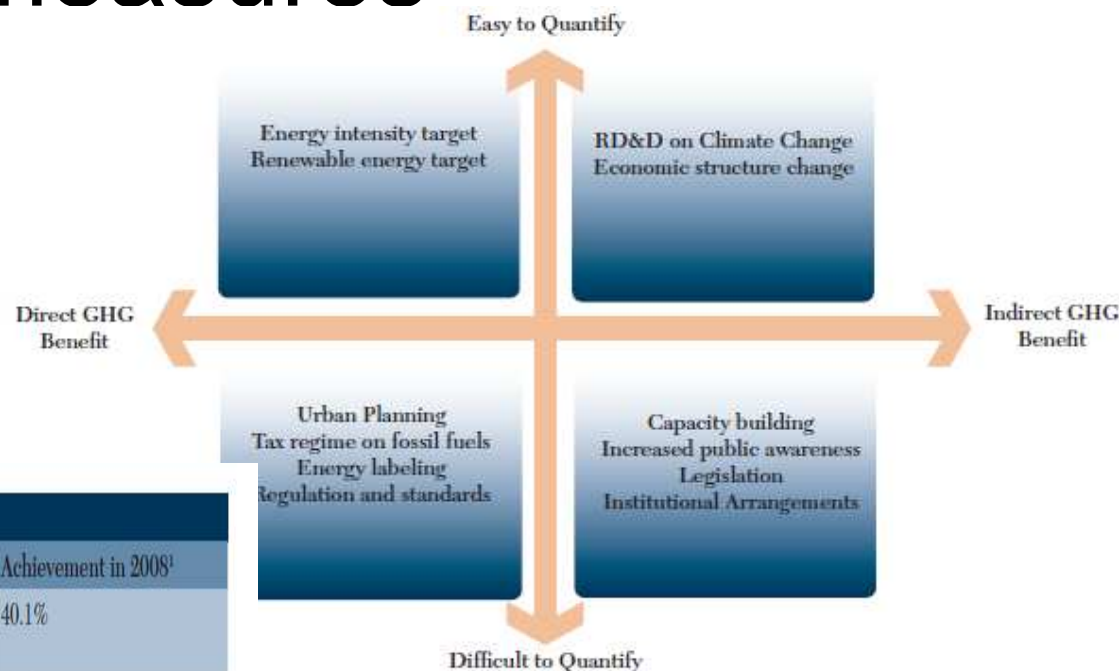 measures
Easy to Quantify
Energy intensity target
Renewable energy target
RD&D on Climate Change
Economic structure change
Direct GHG
Benefit
Indirect GHG
Benefit
Urban Planning
Tax regime on fossil fuels
Energy labeling
Regulation and standards
Capacity building
Increased public awareness
Legislation
Institutional Arrangements
Achievement in 2008¹
40.1%
Difficult to Quantify